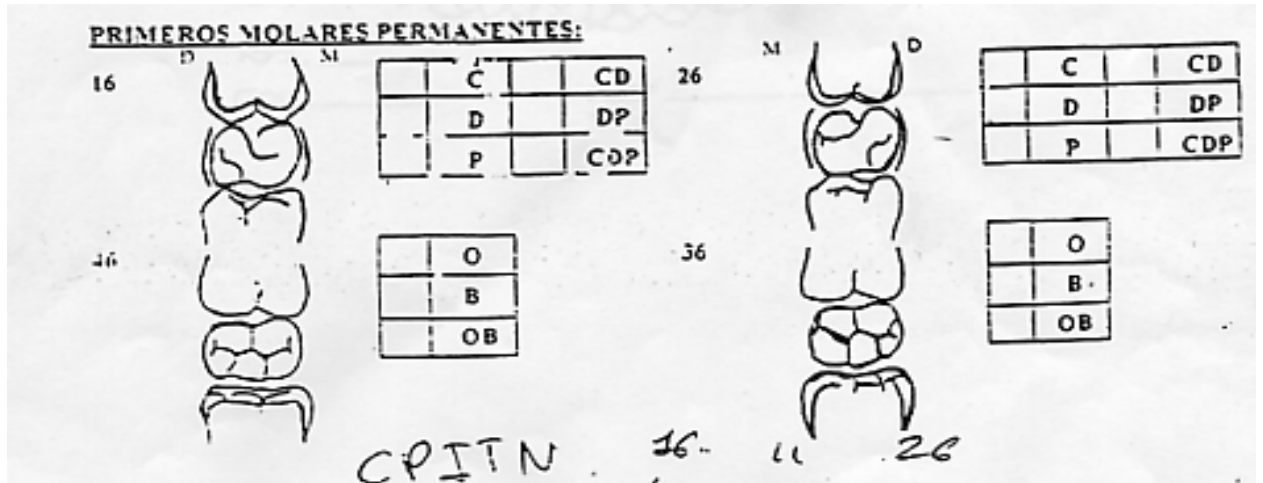 PRIMEROS MOLARES PERMANENTES:
D M M D
16 C CD 26 C CD
D DP D DP
P CDP P CDP
46 O 36 O
B B
OB OB
CPITN 16 11 26